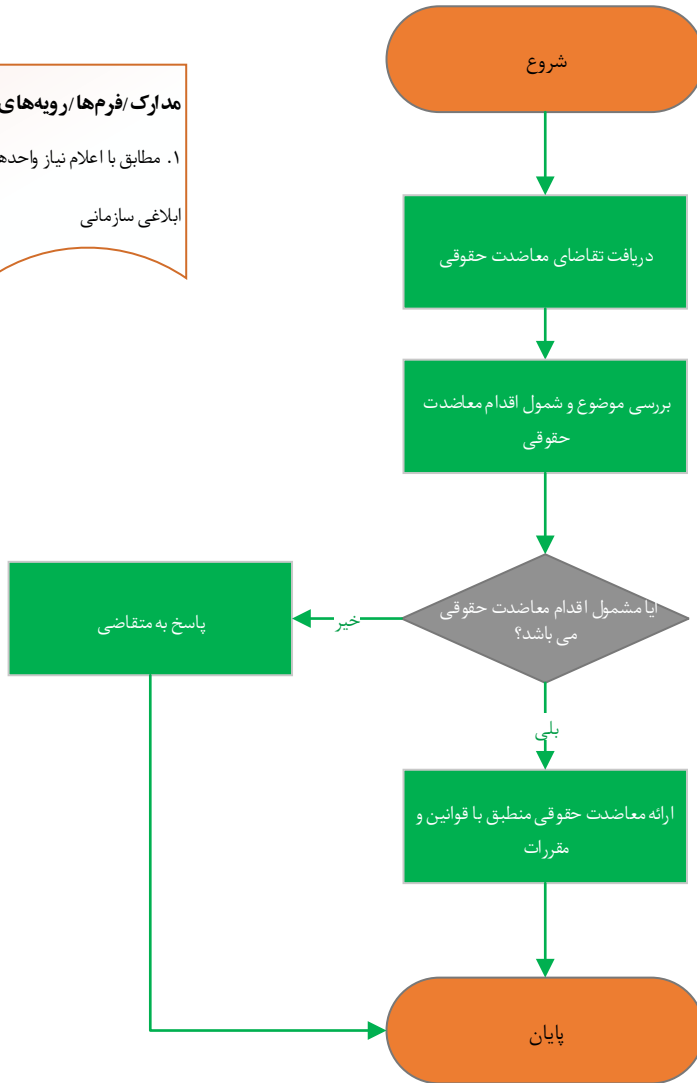 شروع
مدارک/فرم‌ها/رویه‌های
۱. مطابق با اعلام نیاز
ابلاغی سازمانی
دریافت تقاضای معاضدت حقوقی
بررسی موضوع و شمول اقدام معاضدت
حقوقی
آیا مشمول اقدام معاضدت حقوقی
می باشد؟
خیر
پاسخ به متقاضی
بلی
ارائه معاضدت حقوقی منطبق با قوانین و
مقررات
پایان